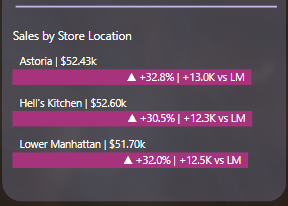 Sales by Store Location
Astoria | $52.43k
▲ +32.8% | +13.0K vs LM
Hell's Kitchen | $52.60k
▲ +30.5% | +12.3K vs LM
Lower Manhattan | $51.70k
▲ +32.0% | +12.5K vs LM